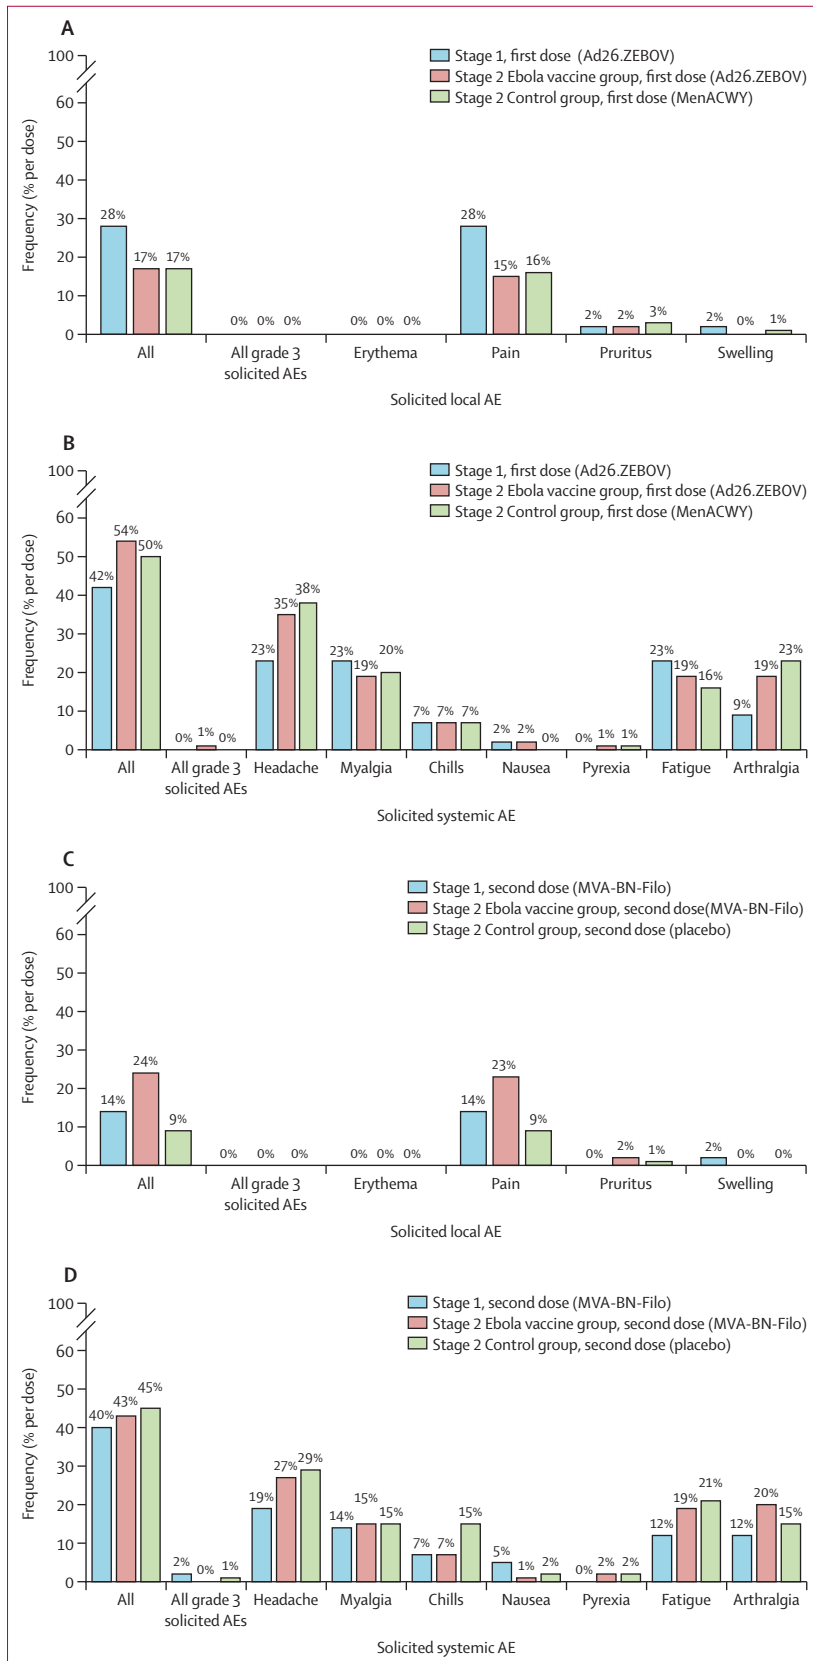 A
100
60
50
40
30
20
10
0
Frequency (% per dose)
Stage 1, first dose (Ad26.ZEBOV)
Stage 2 Ebola vaccine group, first dose (Ad26.ZEBOV)
Stage 2 Control group, first dose (MenACWY)
28% 17% 17%
0% 0% 0%
0% 0% 0%
28% 15% 16%
2% 2% 3%
2% 0% 1%
All
All grade 3
solicited AEs
Erythema
Pain
Pruritus
Swelling
Solicited local AE
B
100
60
50
40
30
20
10
0
Frequency (% per dose)
Stage 1, first dose (Ad26.ZEBOV)
Stage 2 Ebola vaccine group, first dose (Ad26.ZEBOV)
Stage 2 Control group, first dose (MenACWY)
42% 54% 50%
0% 1% 0%
23% 35% 38%
23% 19% 20%
7% 7% 7%
2% 2% 0%
0% 1% 1%
23% 19% 16%
9% 19% 23%
All
All grade 3
solicited AEs
Headache
Myalgia
Chills
Nausea
Pyrexia
Fatigue
Arthralgia
Solicited systemic AE
C
100
60
50
40
30
20
10
0
Frequency (% per dose)
Stage 1, second dose (MVA-BN-Filo)
Stage 2 Ebola vaccine group, second dose(MVA-BN-Filo)
Stage 2 Control group, second dose (placebo)
14% 24% 9%
0% 0% 0%
0% 0% 0%
14% 23% 9%
0% 2% 1%
2% 0% 0%
All
All grade 3
solicited AEs
Erythema
Pain
Pruritus
Swelling
Solicited local AE
D
100
60
50
40
30
20
10
0
Frequency (% per dose)
Stage 1, second dose (MVA-BN-Filo)
Stage 2 Ebola vaccine group, second dose (MVA-BN-Filo)
Stage 2 Control group, second dose (placebo)
40% 43% 45%
2% 0% 1%
19% 27% 29%
14% 15% 15%
7% 7% 15%
5% 1% 2%
0% 2% 2%
12% 19% 21%
12% 20% 15%
All
All grade 3
solicited AEs
Headache
Myalgia
Chills
Nausea
Pyrexia
Fatigue
Arthralgia
Solicited systemic AE